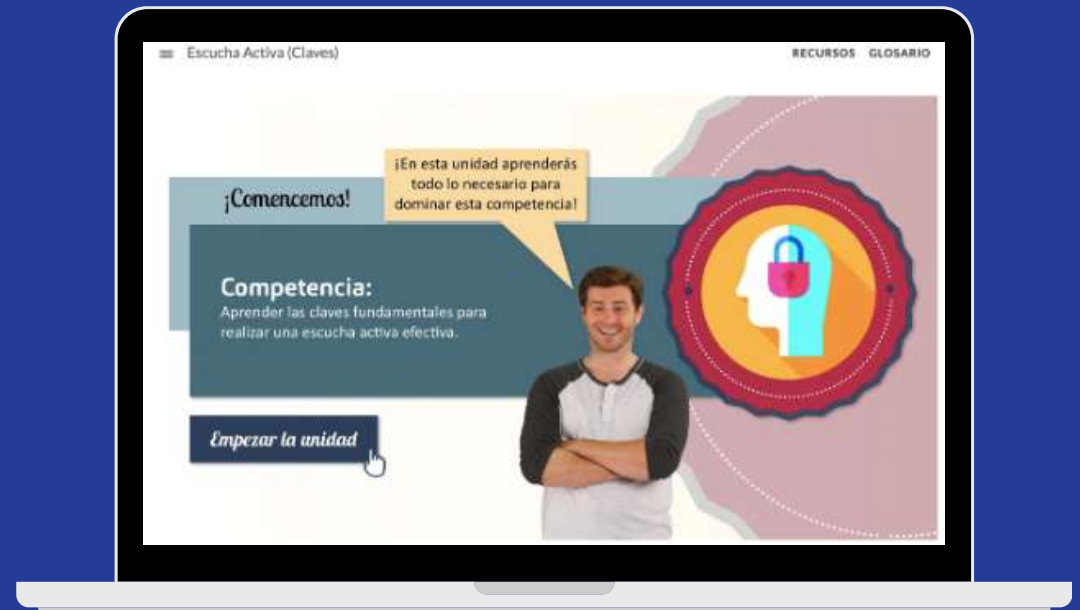 Escucha Activa (Claves)
RECURSOS GLOSARIO
¡En esta unidad aprenderás
todo lo necesario para
dominar esta competencia!
¡Comencemos!
Competencia:
Aprender las claves fundamentales para
realizar una escucha activa efectiva.
Empezar la unidad